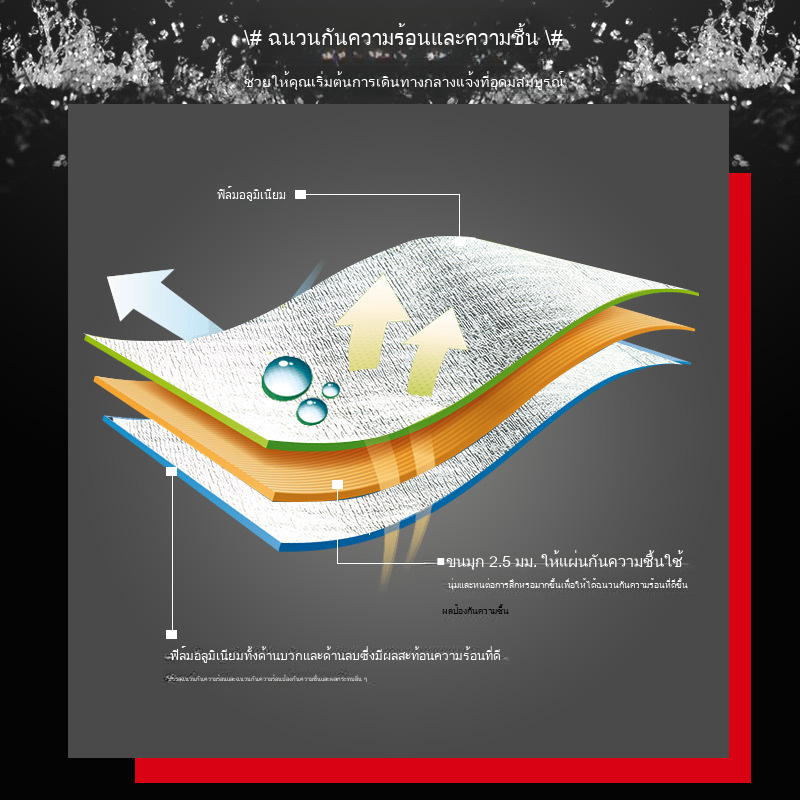 \# ฉนวนกันความร้อนและความชื้น \#
ช่วยให้คุณเริ่มต้นการเดินทางกลางแจ้งที่อุดมสมบูรณ์
ฟิล์มอลูมิเนียม
ขนมุก 2.5 มม. ให้แผ่นกันความชื้นใช้
นุ่มและทนต่อการสึกหรอมากขึ้นเพื่อให้ได้ฉนวนกันความร้อนที่ดีขึ้น
ผลป้องกันความชื้น
ฟิล์มอลูมิเนียมทั้งด้านบวกและด้านลบซึ่งมีผลสะท้อนความร้อนที่ดี